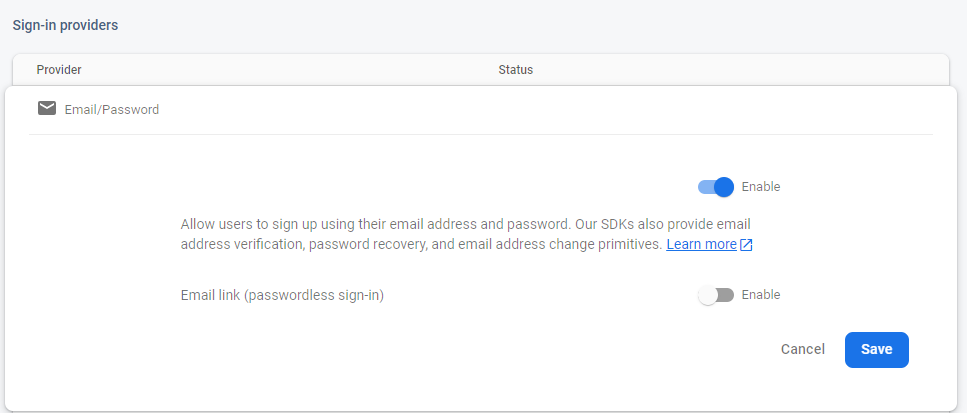 Sign-in providers
Provider
Status
Email/Password
Enable
Allow users to sign up using their email address and password. Our SDKs also provide email
address verification, password recovery, and email address change primitives. Learn more
Email link (passwordless sign-in)
Enable
Cancel
Save